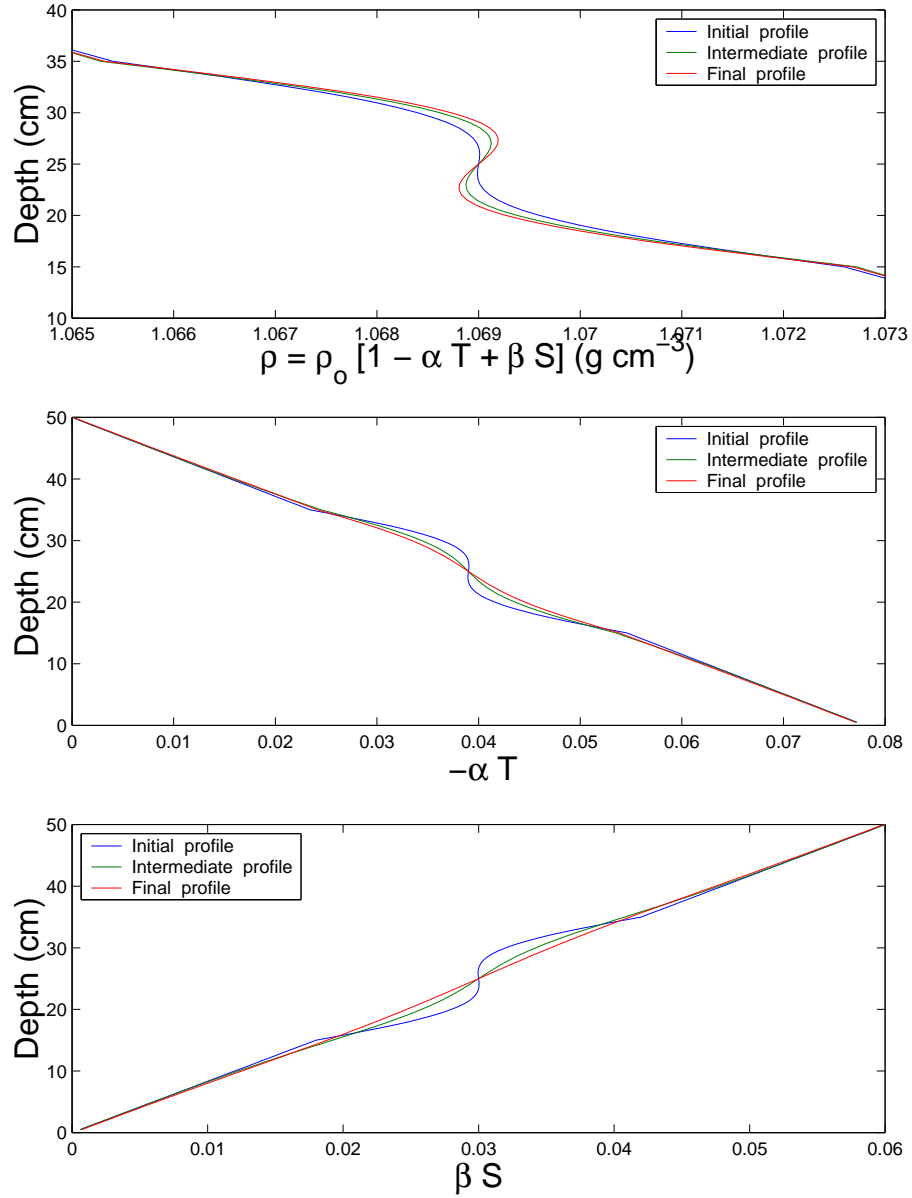 40
35
30
25
20
15
10
Depth (cm)
Initial profile
Intermediate profile
Final profile
1.065 1.066 1.067 1.068 1.069 1.07 1.071 1.072 1.073
ρ = ρo [1 − α T + β S] (g cm−3)
50
40
30
20
10
0
Depth (cm)
Initial profile
Intermediate profile
Final profile
0 0.01 0.02 0.03 0.04 0.05 0.06 0.07 0.08
−α T
50
40
30
20
10
0
Depth (cm)
Initial profile
Intermediate profile
Final profile
0 0.01 0.02 0.03 0.04 0.05 0.06
β S